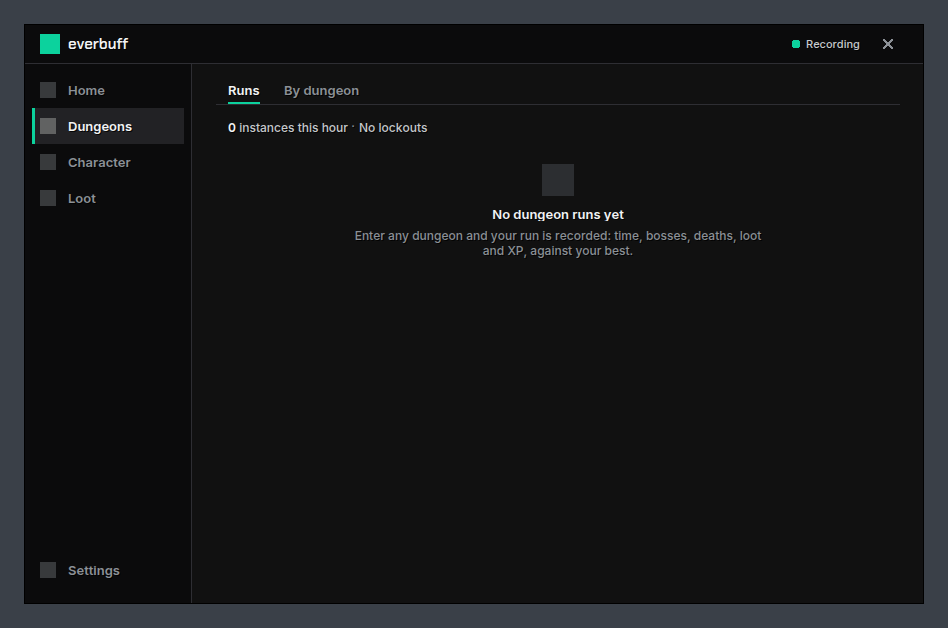 everbuff
Recording
Home
Dungeons
Character
Loot
Settings
Runs
By dungeon
0 instances this hour · No lockouts
No dungeon runs yet
Enter any dungeon and your run is recorded: time, bosses, deaths, loot
and XP, against your best.